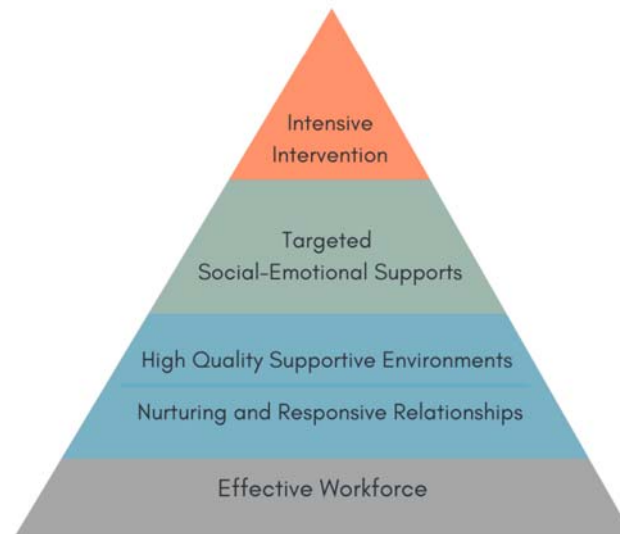 Intensive
Intervention
Targeted
Social-Emotional Supports
High Quality Supportive Environments
Nurturing and Responsive Relationships
Effective Workforce